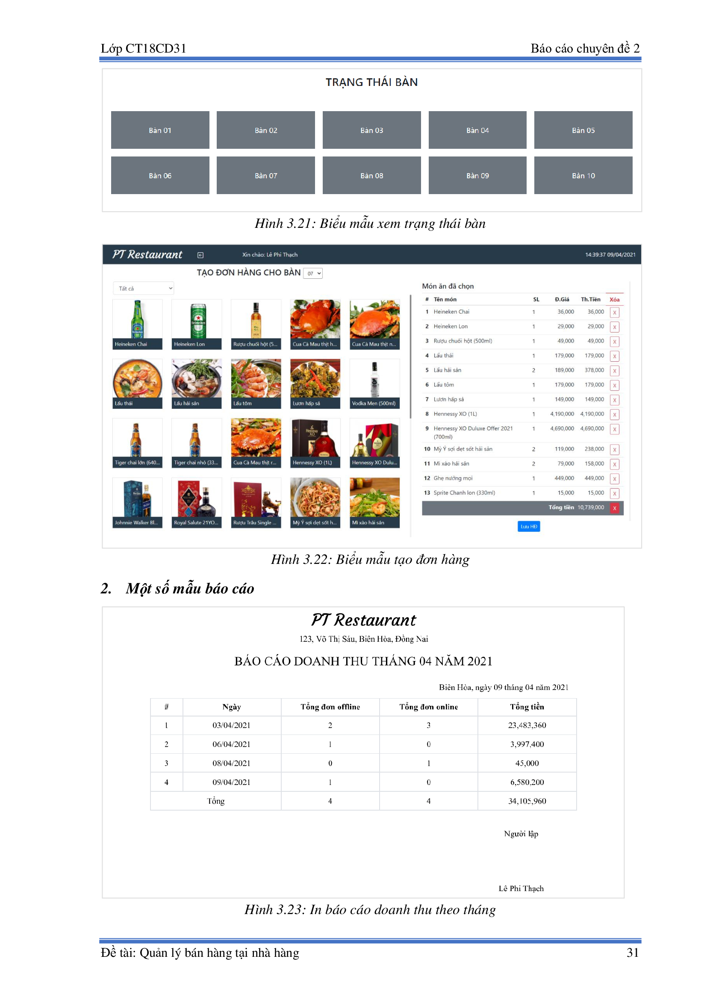 Lớp CT18CD31 Báo cáo chuyên đề 2
TRẠNG THÁI BÀN
Bàn 01 Bàn 02 Bàn 03 Bàn 04 Bàn 05
Bàn 06 Bàn 07 Bàn 08 Bàn 09 Bàn 10
Hình 3.21: Biểu mẫu xem trạng thái bàn
PT Restaurant Xin chào: Lê Phi Thạch 14:39:37 09/04/2021
TẠO ĐƠN HÀNG CHO BÀN 07
Tất cả
Heineken Chai Heineken Lon Rượu chuối hột (5... Cua Cà Mau thịt h... Cua Cà Mau thịt n...
Lẩu thái Lẩu hải sản Lẩu tôm Lươn hấp sả Vodka Men (500ml)
Tiger chai lớn (640... Tiger chai nhỏ (33... Cua Cà Mau thịt r... Hennessy XO (1L) Hennessy XO Dulu...
Johnnie Walker Bl... Royal Salute 21YO... Rượu Trâu Single ... Mỳ Ý sợi dẹt sốt h... Mì xào hải sản
Món ăn đã chọn
# Tên món SL Đ.Giá Th.Tiền Xóa
1 Heineken Chai 1 36,000 36,000 X
2 Heineken Lon 1 29,000 29,000 X
3 Rượu chuối hột (500ml) 1 49,000 49,000 X
4 Lẩu thái 1 179,000 179,000 X
5 Lẩu hải sản 2 189,000 378,000 X
6 Lẩu tôm 1 179,000 179,000 X
7 Lươn hấp sả 1 149,000 149,000 X
8 Hennessy XO (1L) 1 4,190,000 4,190,000 X
9 Hennessy XO Duluxe Offer 2021 1 4,690,000 4,690,000 X
(700ml)
10 Mỳ Ý sợi dẹt sốt hải sản 2 119,000 238,000 X
11 Mì xào hải sản 2 79,000 158,000 X
12 Ghẹ nướng mọi 1 449,000 449,000 X
13 Sprite Chanh lon (330ml) 1 15,000 15,000 X
Tổng tiền 10,739,000 X
Lưu HĐ
Hình 3.22: Biểu mẫu tạo đơn hàng
2. Một số mẫu báo cáo
PT Restaurant
123, Võ Thị Sáu, Biên Hòa, Đồng Nai
BÁO CÁO DOANH THU THÁNG 04 NĂM 2021
Biên Hòa, ngày 09 tháng 04 năm 2021
# Ngày Tổng đơn offline Tổng đơn online Tổng tiền
1 03/04/2021 2 3 23,483,360
2 06/04/2021 1 0 3,997,400
3 08/04/2021 0 1 45,000
4 09/04/2021 1 0 6,580,200
Tổng 4 4 34,105,960
Người lập
Lê Phi Thạch
Hình 3.23: In báo cáo doanh thu theo tháng
Đề tài: Quản lý bán hàng tại nhà hàng 31